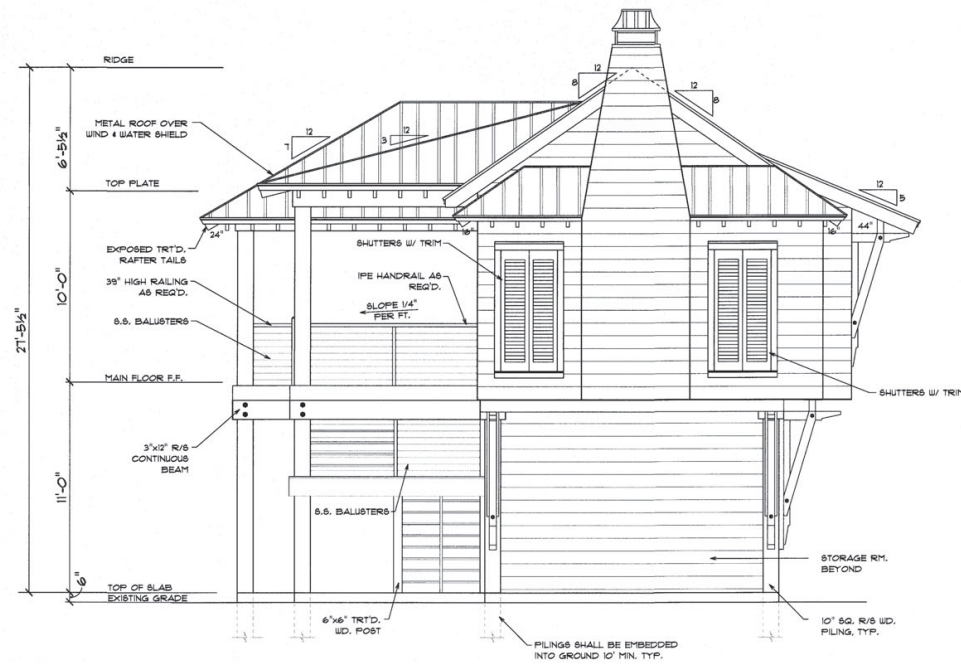 RIDGE
12
8
12
8
METAL ROOF OVER
WIND & WATER SHIELD
12
7
12
3
6'-5½"
TOP PLATE
12
5
24"
16"
16"
44"
EXPOSED TRT'D.
RAFTER TAILS
SHUTTERS W/ TRIM
39" HIGH RAILING
AS REQ'D.
IPE HANDRAIL AS
REQ'D.
10'-0"
SLOPE 1/4"
PER FT.
S.S. BALUSTERS
27'-5½"
MAIN FLOOR F.F.
SHUTTERS W/ TRIM
3"x12" R/S
CONTINUOUS
BEAM
11'-0"
S.S. BALUSTERS
STORAGE RM.
BEYOND
6"
TOP OF SLAB
EXISTING GRADE
6"x6" TRT'D.
WD. POST
10" SQ. R/S WD.
PILING, TYP.
PILINGS SHALL BE EMBEDDED
INTO GROUND 10' MIN. TYP.